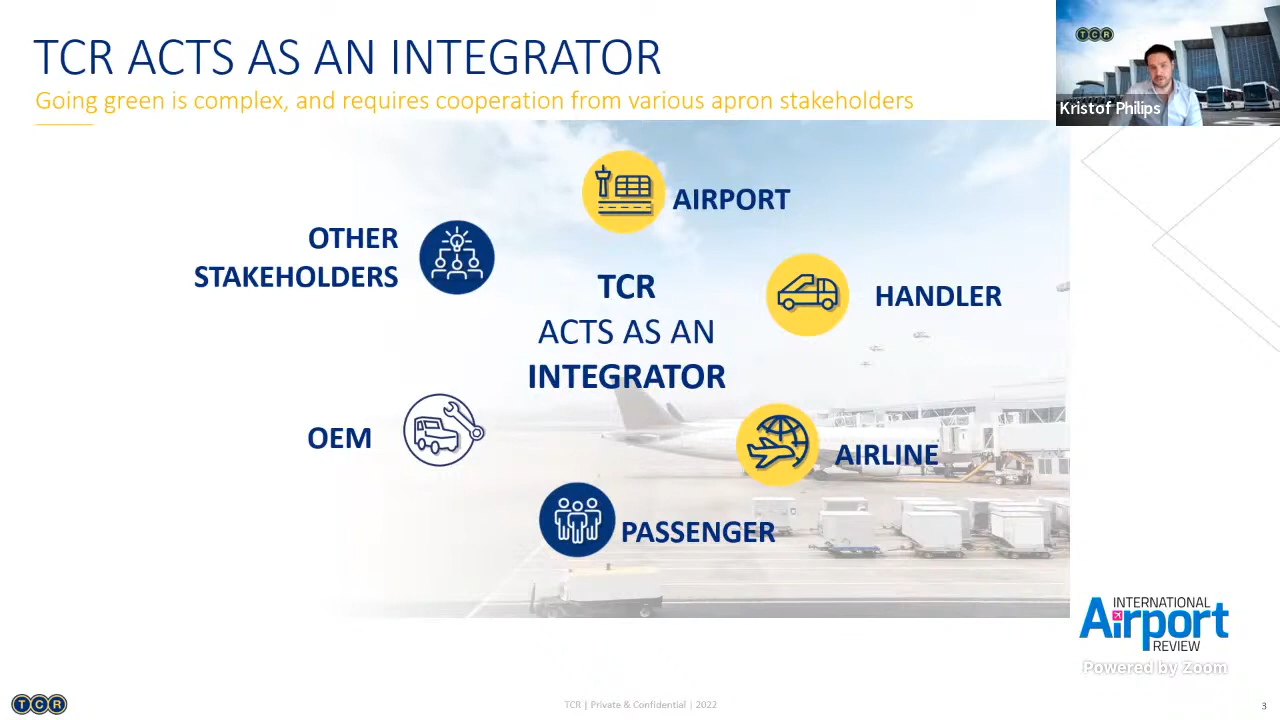 TCR ACTS AS AN INTEGRATOR
Going green is complex, and requires cooperation from various apron stakeholders
TCR
Kristof Philips
AIRPORT
OTHER
STAKEHOLDERS
HANDLER
TCR
ACTS AS AN
INTEGRATOR
OEM
AIRLINE
PASSENGER
INTERNATIONAL
Airport
REVIEW
Powered by Zoom
TCR
TCR | Private & Confidential | 2022
3